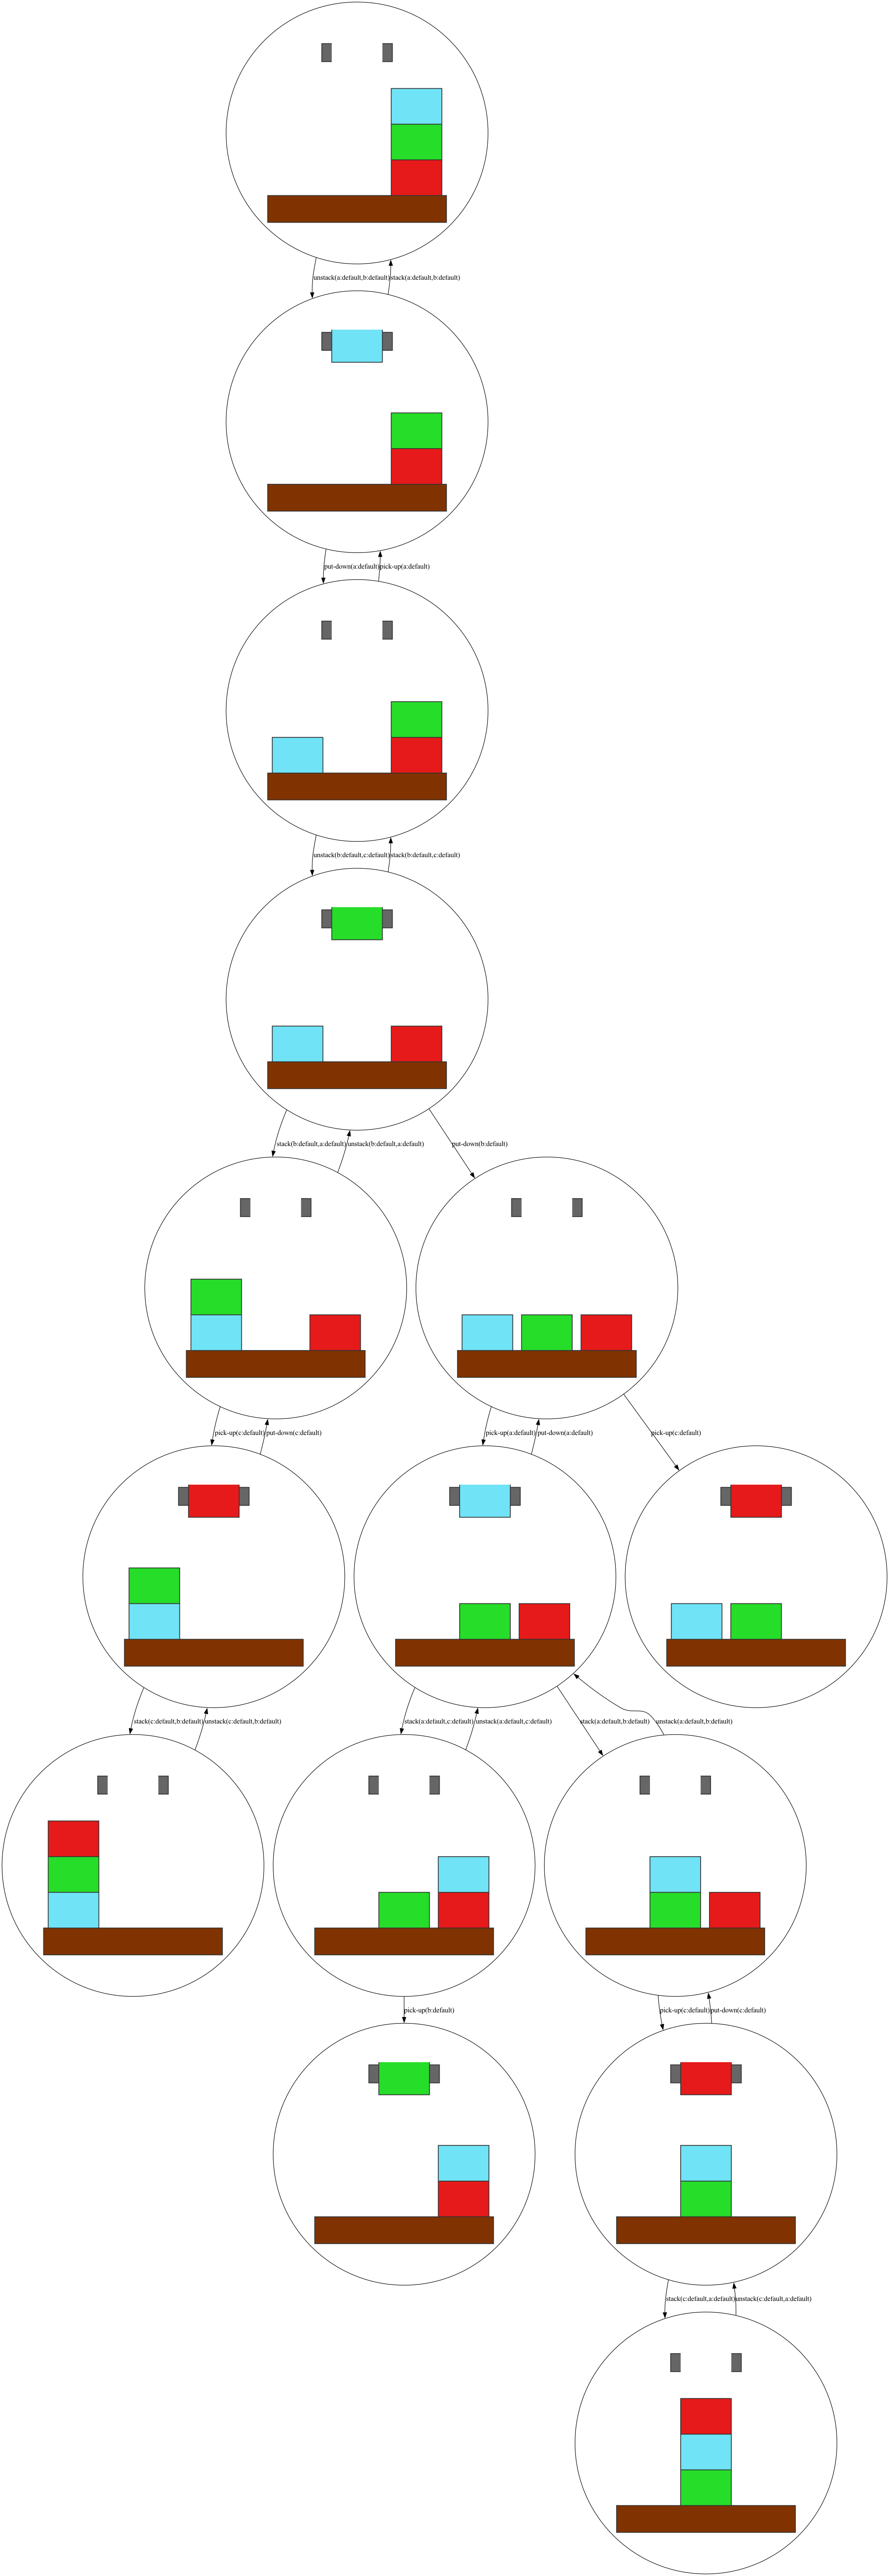 unstack(a:default,b:default) stack(a:default,b:default)
put-down(a:default) pick-up(a:default)
unstack(b:default,c:default) stack(b:default,c:default)
stack(b:default,a:default) unstack(b:default,a:default) put-down(b:default)
pick-up(c:default) put-down(c:default) pick-up(a:default) put-down(a:default) pick-up(c:default)
stack(c:default,b:default) unstack(c:default,b:default) stack(a:default,c:default) unstack(a:default,c:default) stack(a:default,b:default) unstack(a:default,b:default)
pick-up(b:default) pick-up(c:default) put-down(c:default)
stack(c:default,a:default) unstack(c:default,a:default)